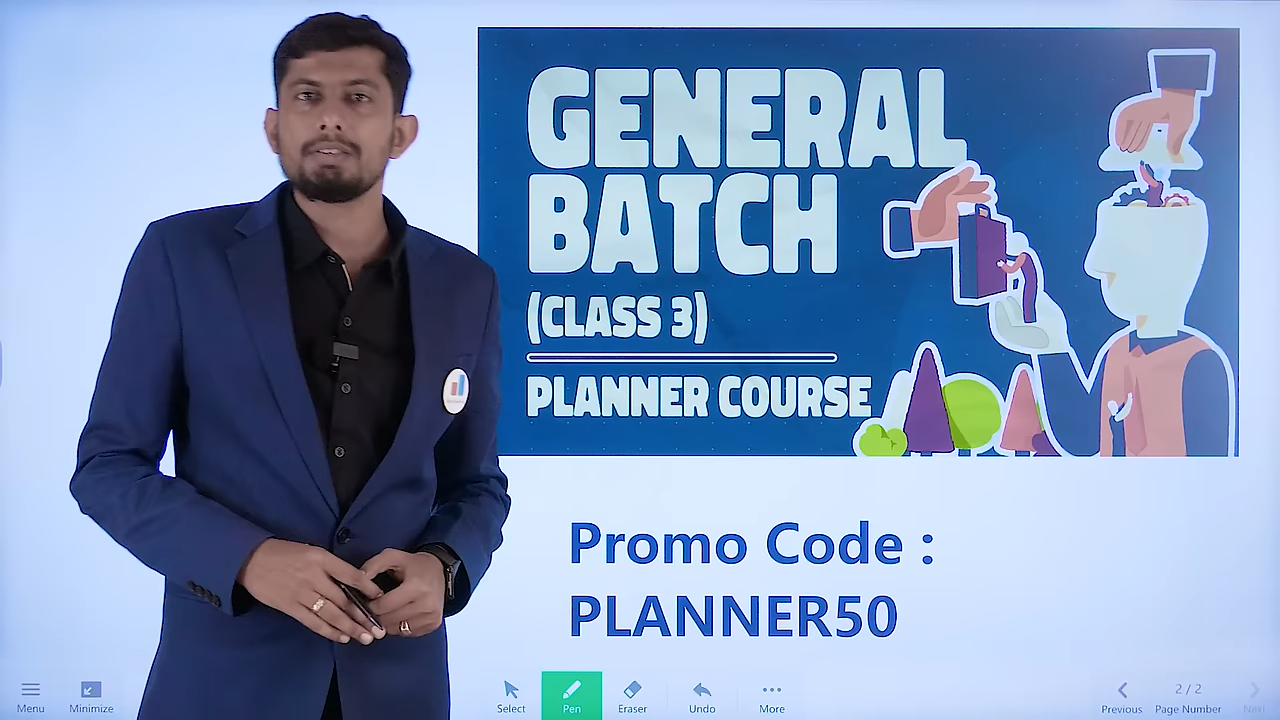 GENERAL
BATCH
(CLASS 3)
PLANNER COURSE
Promo Code :
PLANNER50
Menu
Minimize
Select
Pen
Eraser
Undo
More
Previous
2 / 2
Page Number
Next